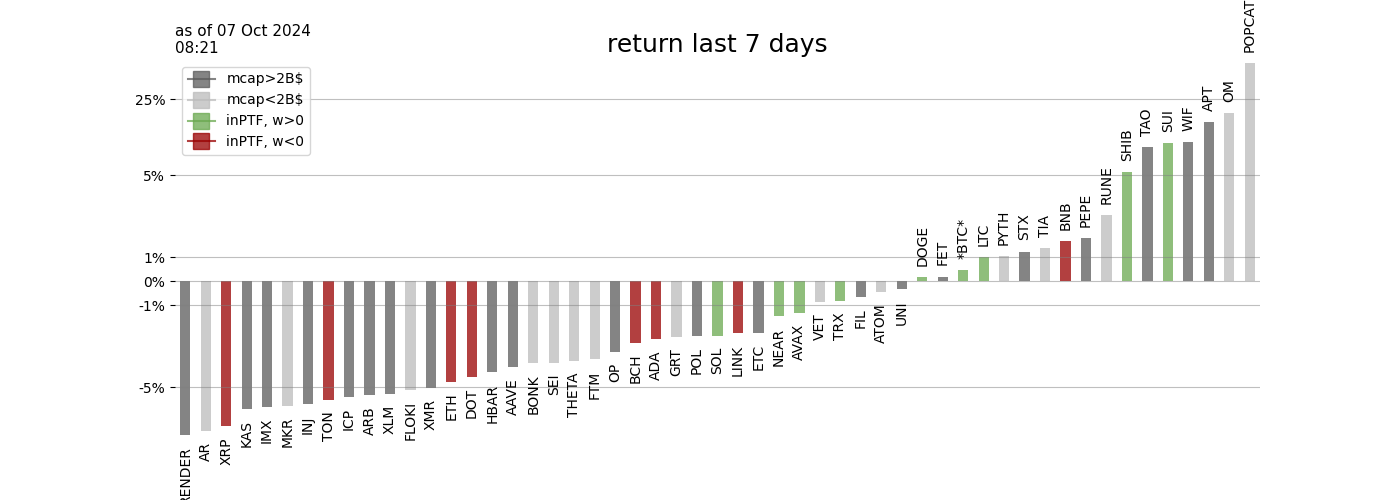 as of 07 Oct 2024
08:21
return last 7 days
mcap>2B$
mcap<2B$
inPTF, w>0
inPTF, w<0
25%
5%
1%
0%
-1%
-5%
RENDER
AR
XRP
KAS
IMX
MKR
INJ
TON
ICP
ARB
XLM
FLOKI
XMR
ETH
DOT
HBAR
AAVE
BONK
SEI
THETA
FTM
OP
BCH
ADA
GRT
POL
SOL
LINK
ETC
NEAR
AVAX
VET
TRX
FIL
ATOM
UNI
DOGE
FET
*BTC*
LTC
PYTH
STX
TIA
BNB
PEPE
RUNE
SHIB
TAO
SUI
WIF
APT
OM
POPCAT